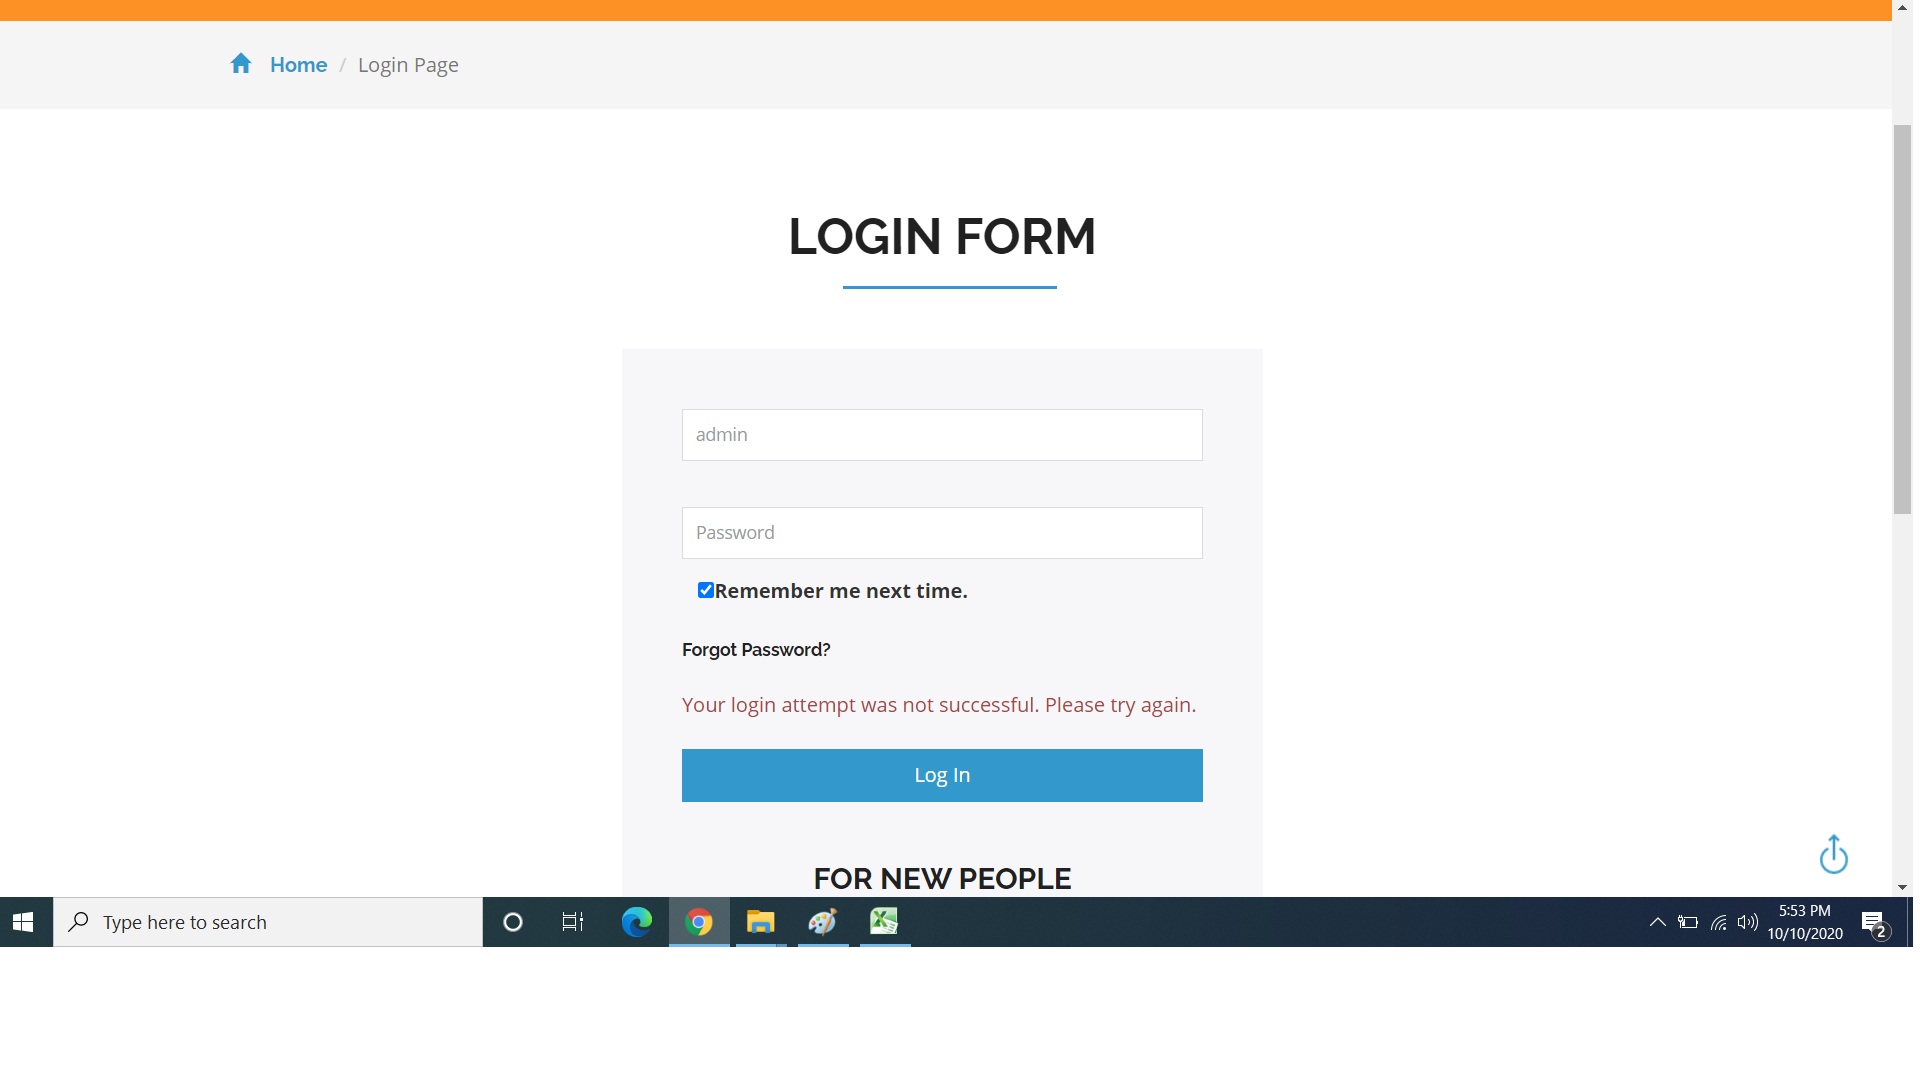 Home / Login Page
LOGIN FORM
admin
Password
Remember me next time.
Forgot Password?
Your login attempt was not successful. Please try again.
Log In
FOR NEW PEOPLE
Type here to search
5:53 PM
10/10/2020
2